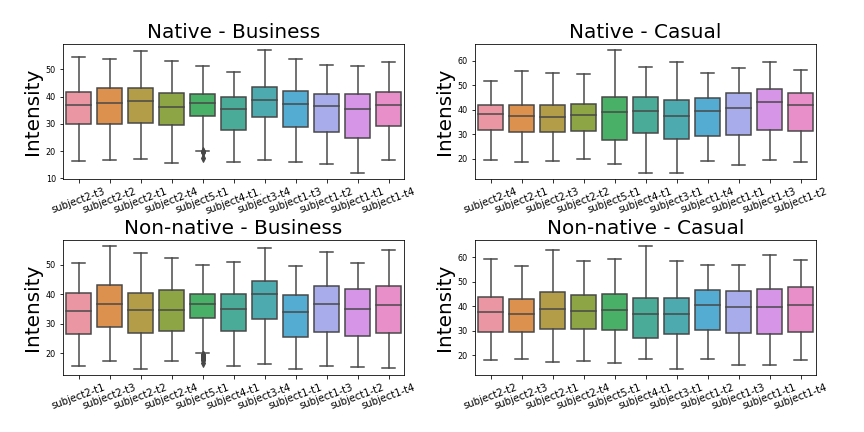 Native - Business
Intensity
50
40
30
20
10
subject2-t3 subject2-t2 subject2-t1 subject2-t4 subject5-t1 subject4-t1. subject3-t4 subject1-t3 subject1-t2 subject1-t1 subject1-t4
Native - Casual
Intensity
60
50
40
30
20
subject2-t4 subject2-t1 subject2-t3 subject2-t2 subject5-t1 subject4-t1. subject3-t1 subject1-t4 subject1-t1 subject1-t3 subject1-t2
Non-native - Business
Intensity
50
40
30
20
subject2-t1 subject2-t3 subject2-t2 subject2-t4 subject5-t1 subject4-t1. subject3-t4 subject1-t1 subject1-t3 subject1-t2 subject1-t4
Non-native - Casual
Intensity
60
50
40
30
20
subject2-t2 subject2-t3 subject2-t1 subject2-t4 subject5-t1 subject4-t1. subject3-t1 subject1-t2 subject1-t3 subject1-t1 subject1-t4